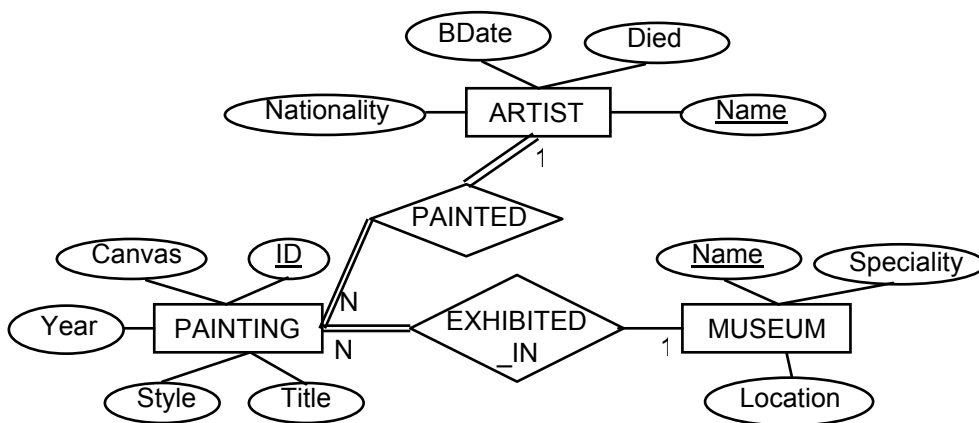 BDate
Died
Nationality
ARTIST
Name
1
PAINTED
Canvas
ID
Name
Speciality
N
Year
PAINTING
EXHIBITED
_IN
MUSEUM
N
1
Style
Title
Location